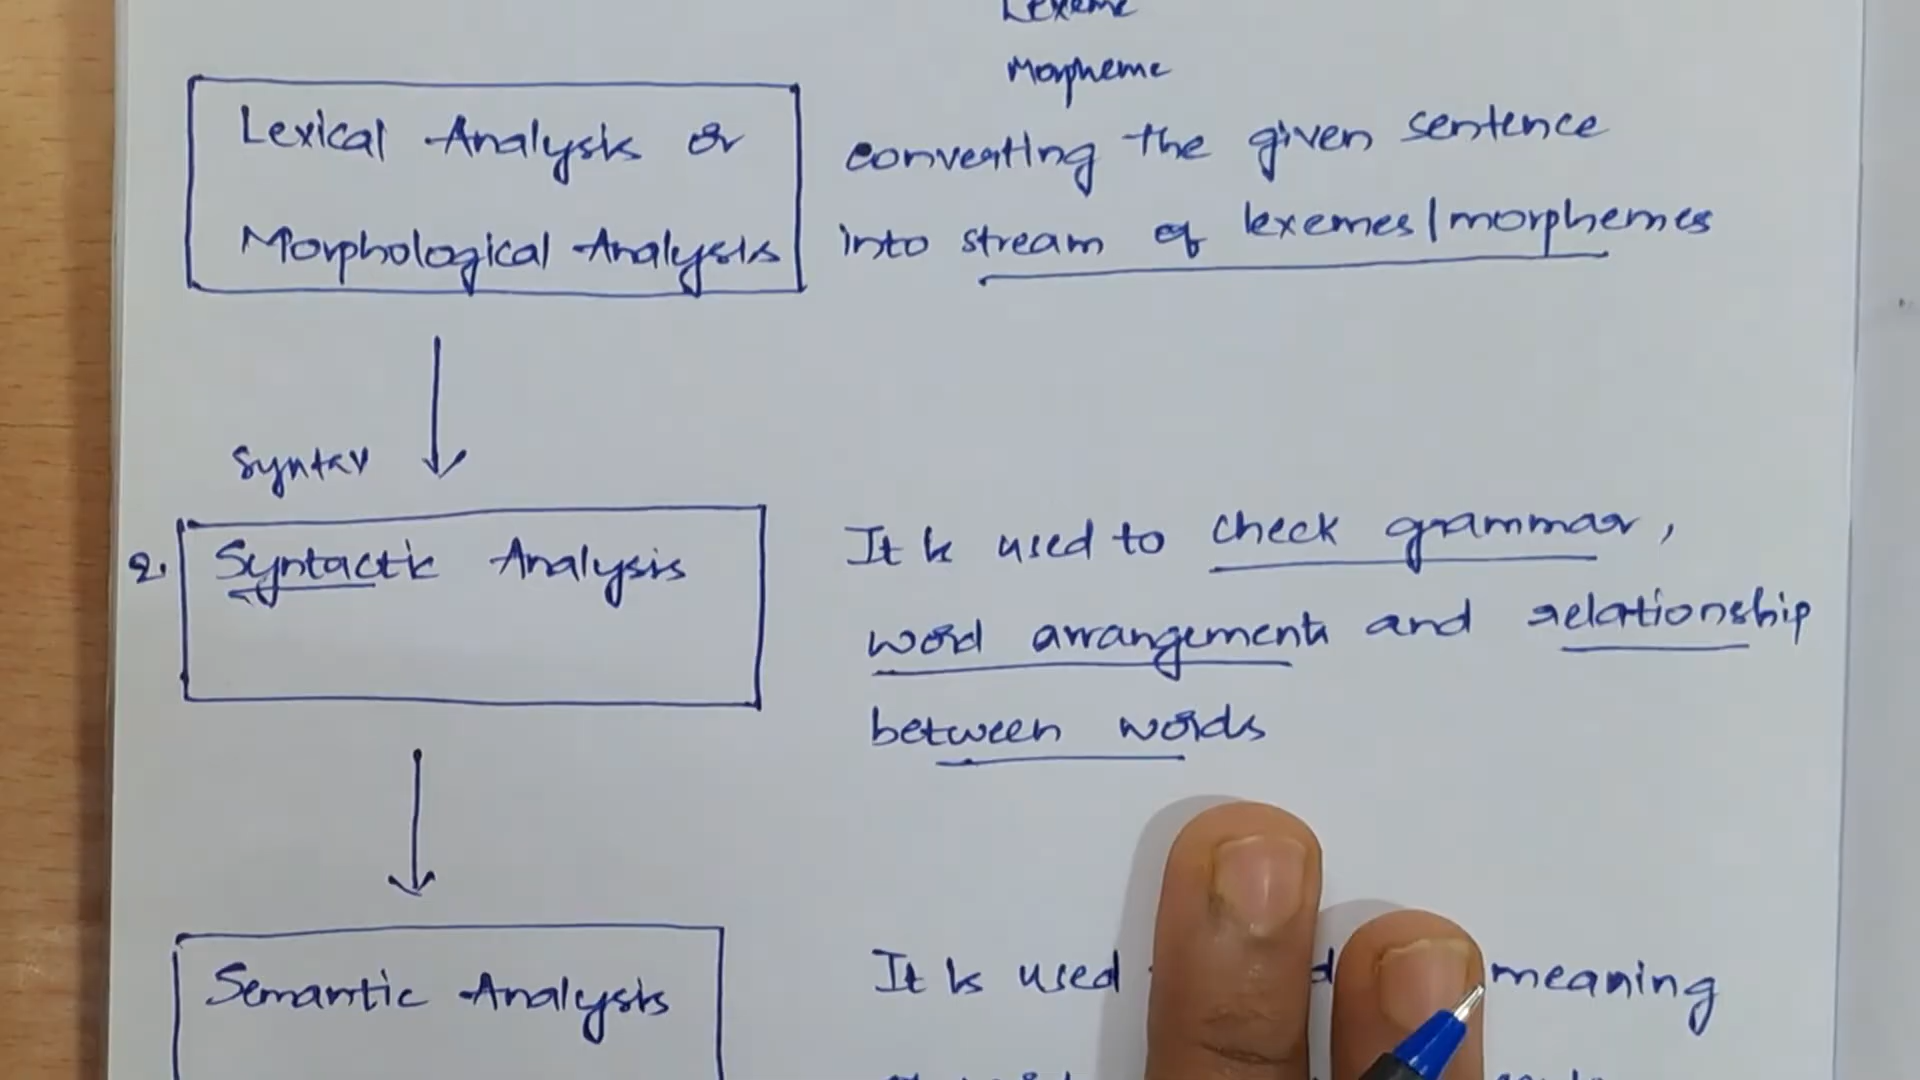 Lexeme
Morpheme
Lexical Analysis or
Morphological Analysis
converting the given sentence
into stream of lexemes/morphemes
Syntax
2. Syntactic Analysis
It is used to check grammar,
word arrangements and relationship
between words
Semantic Analysis
It is used meaning